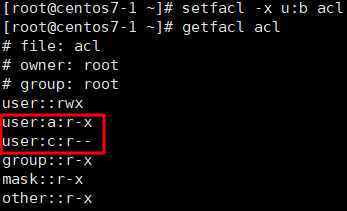 [root@centos7-1 ~]# setfacl -x u:b acl
[root@centos7-1 ~]# getfacl acl
# file: acl
# owner: root
# group: root
user::rwx
user:a:r-x
user:c:r--
group::r-x
mask::r-x
other::r-x